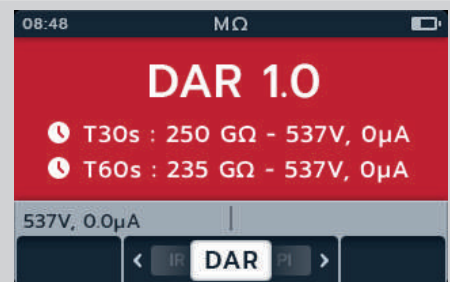 08:48 MΩ
DAR 1.0
T30s : 250 GΩ - 537V, 0µA
T60s : 235 GΩ - 537V, 0µA
537V, 0.0µA
< IR DAR PI >